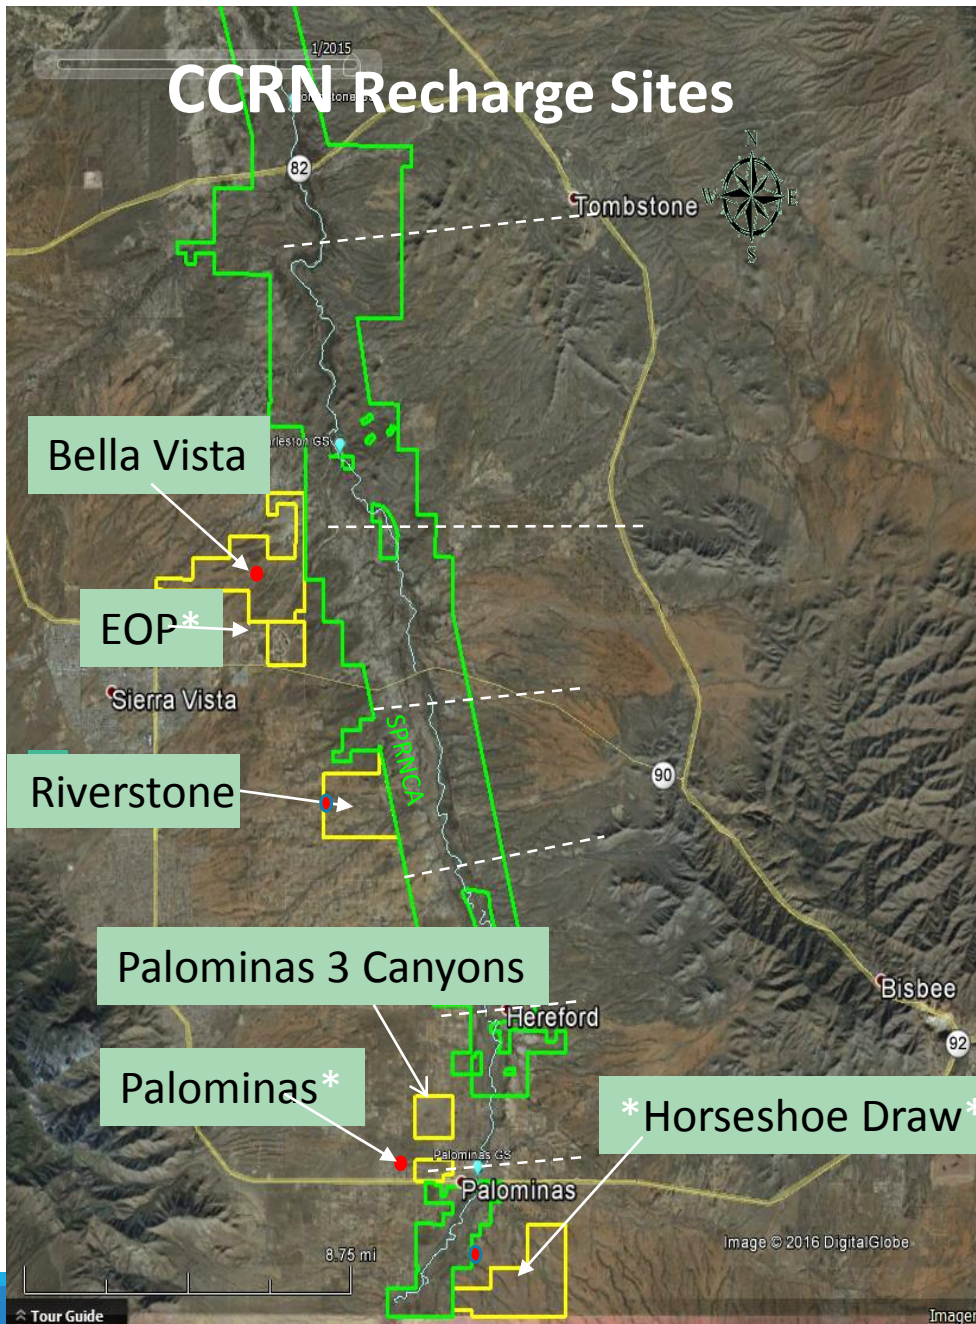 1/2015
CCRN Recharge Sites
82
N
W E
S
Tombstone
Bella Vista
GS
EOP*
Sierra Vista
SPRNCA
90
Riverstone
Palominas 3 Canyons
Bisbee
Hereford
92
Palominas*
*Horseshoe Draw*
Palominas GS
Palominas
Image © 2016 DigitalGlobe
8.75 mi
Tour Guide